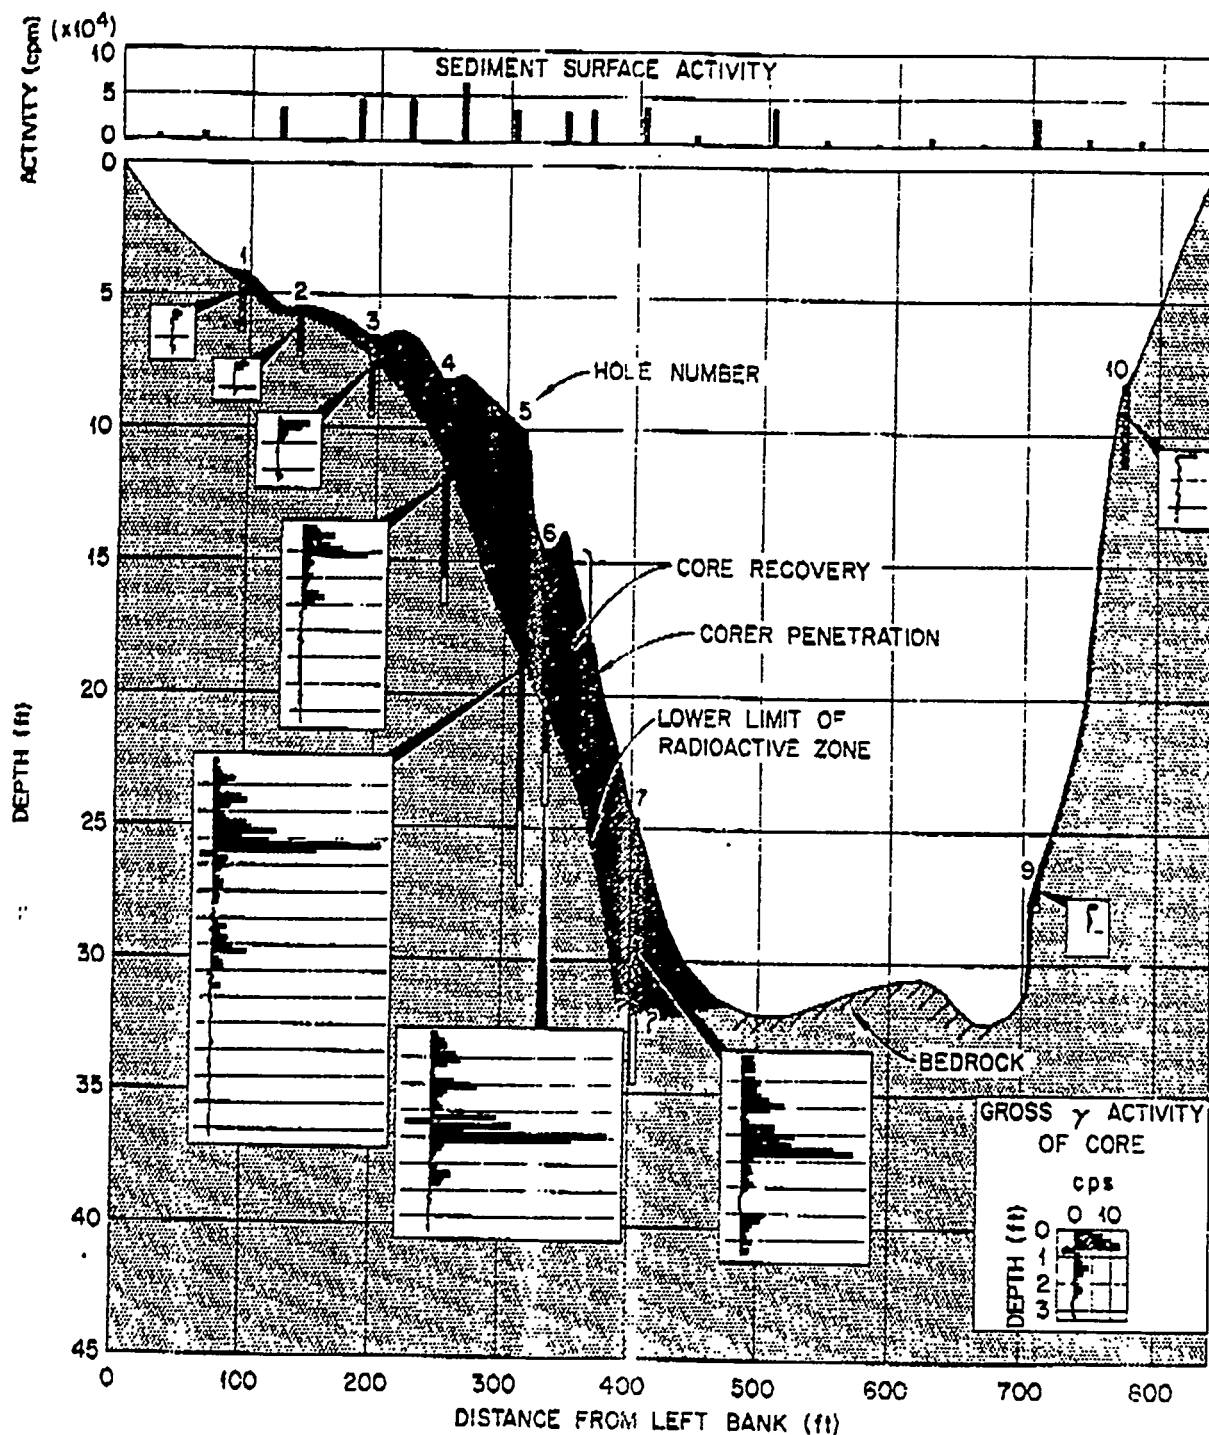 (×10⁴)
ACTIVITY (cpm)
10
5
0
SEDIMENT SURFACE ACTIVITY
DEPTH (ft)
0
5
10
15
20
25
30
35
40
45
1
2
3
4
5
6
7
9
10
HOLE NUMBER
CORE RECOVERY
CORER PENETRATION
LOWER LIMIT OF
RADIOACTIVE ZONE
?
BEDROCK
GROSS γ ACTIVITY
OF CORE
cps
0 10
DEPTH (ft)
0
1
2
3
0 100 200 300 400 500 600 700 800
DISTANCE FROM LEFT BANK (ft)